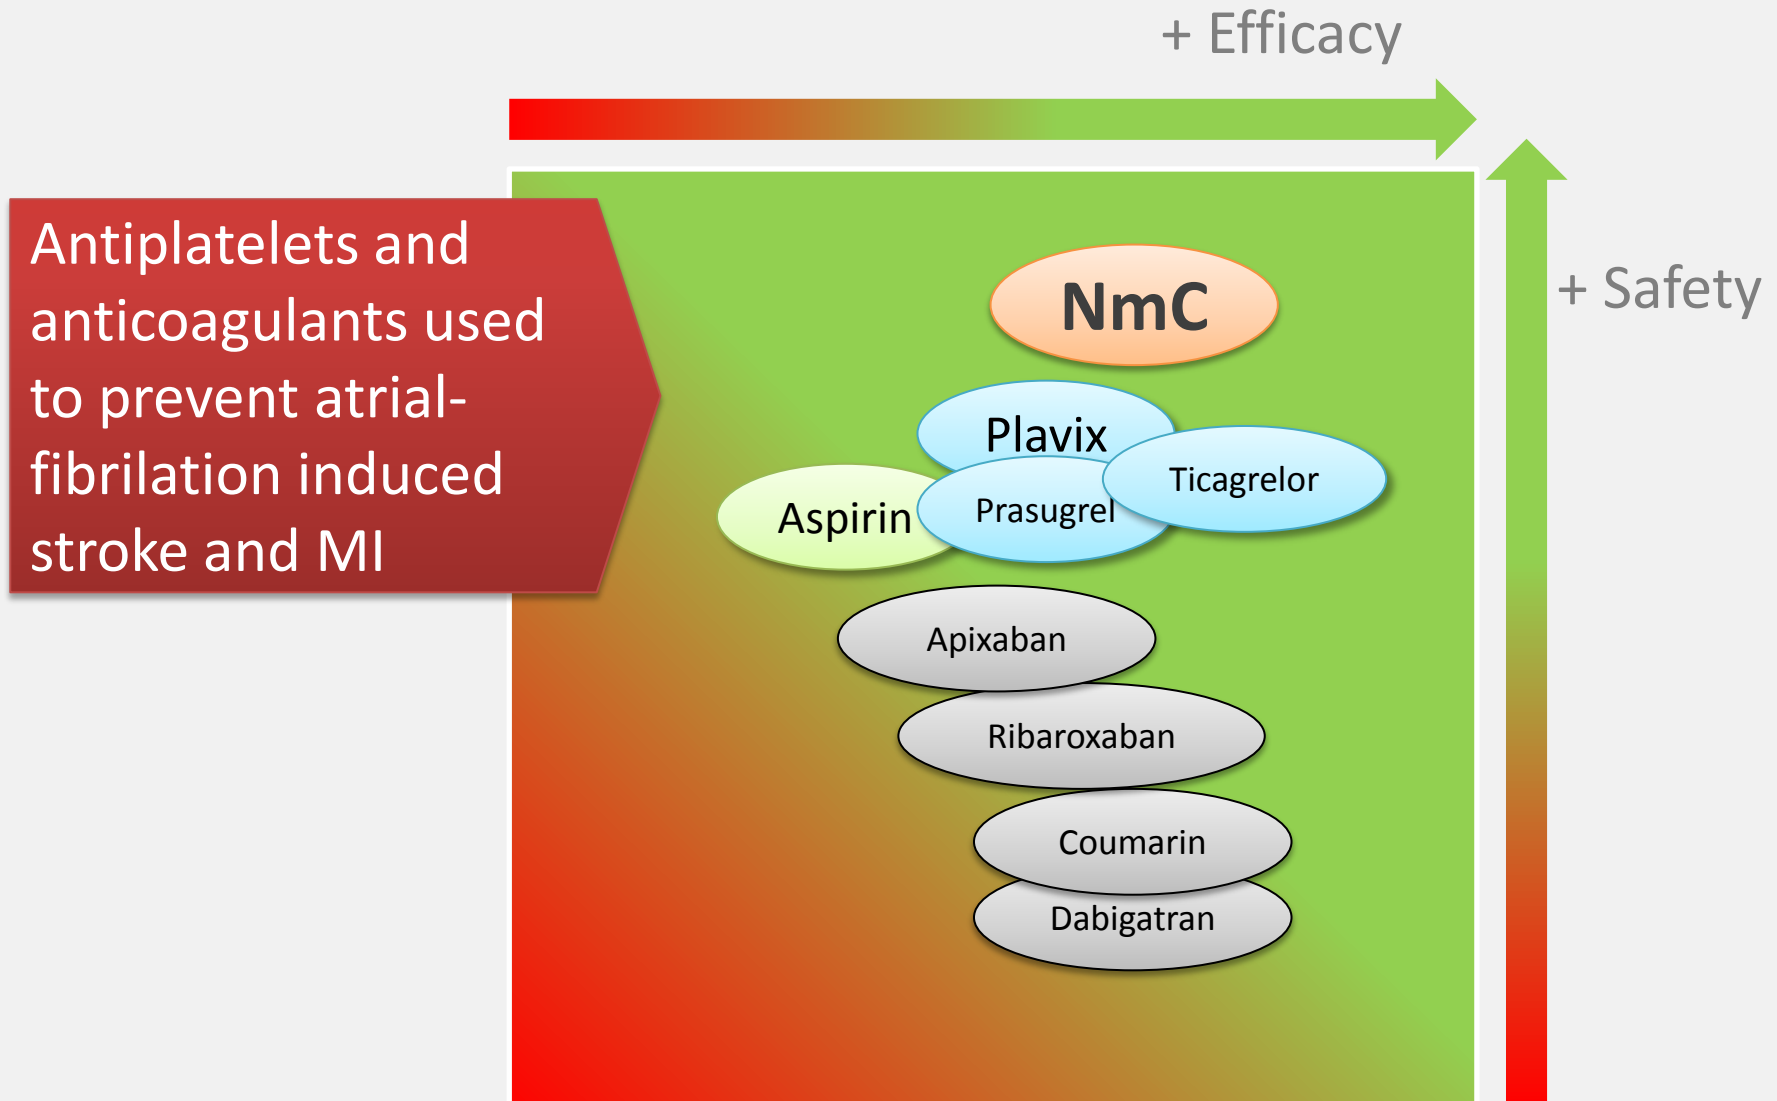 + Efficacy
Antiplatelets and
anticoagulants used
to prevent atrial-
fibrilation induced
stroke and MI
+ Safety
NmC
Plavix
Ticagrelor
Aspirin
Prasugrel
Apixaban
Ribaroxaban
Coumarin
Dabigatran